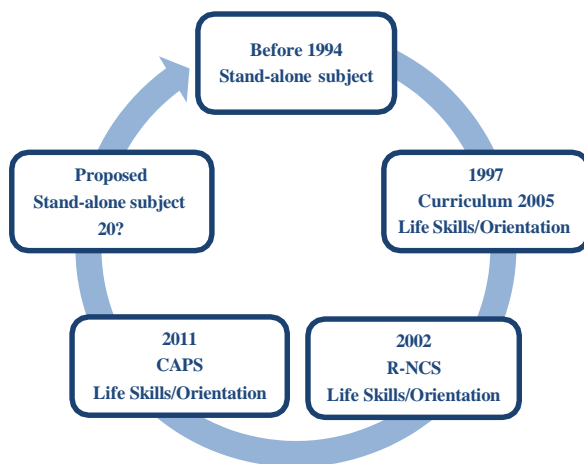 Before 1994
Stand-alone subject
1997
Curriculum 2005
Life Skills/Orientation
2002
R-NCS
Life Skills/Orientation
2011
CAPS
Life Skills/Orientation
Proposed
Stand-alone subject
20?